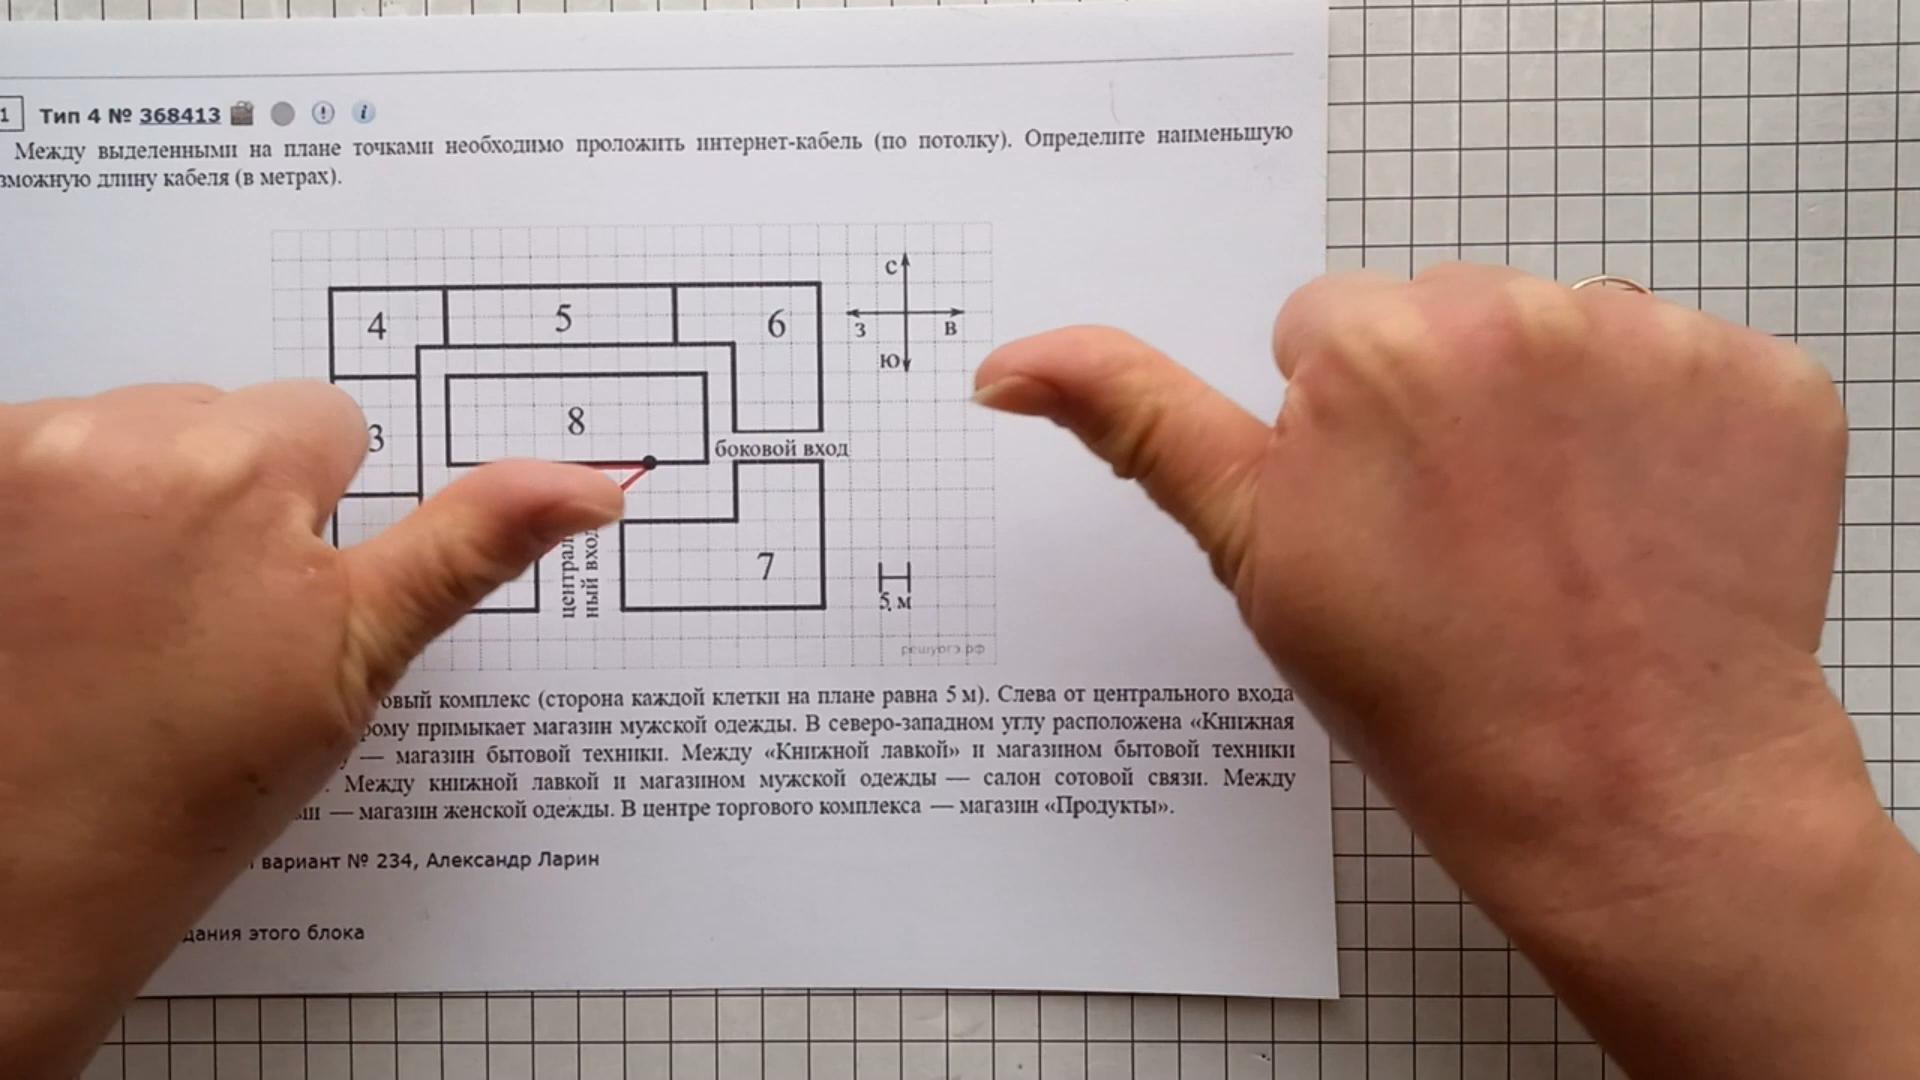 1 Тип 4 № 368413 i
Между выделенными на плане точками необходимо проложить интернет-кабель (по потолку). Определите наименьшую
зможную длину кабеля (в метрах).
С
4 5 6
З В
Ю
8
3
боковой вход
централ
ный вход
7
5 м
решуогэ.рф
овый комплекс (сторона каждой клетки на плане равна 5 м). Слева от центрального входа
рому примыкает магазин мужской одежды. В северо-западном углу расположена «Книжная
у — магазин бытовой техники. Между «Книжной лавкой» и магазином бытовой техники
. Между книжной лавкой и магазином мужской одежды — салон сотовой связи. Между
ми — магазин женской одежды. В центре торгового комплекса — магазин «Продукты».
вариант № 234, Александр Ларин
дания этого блока